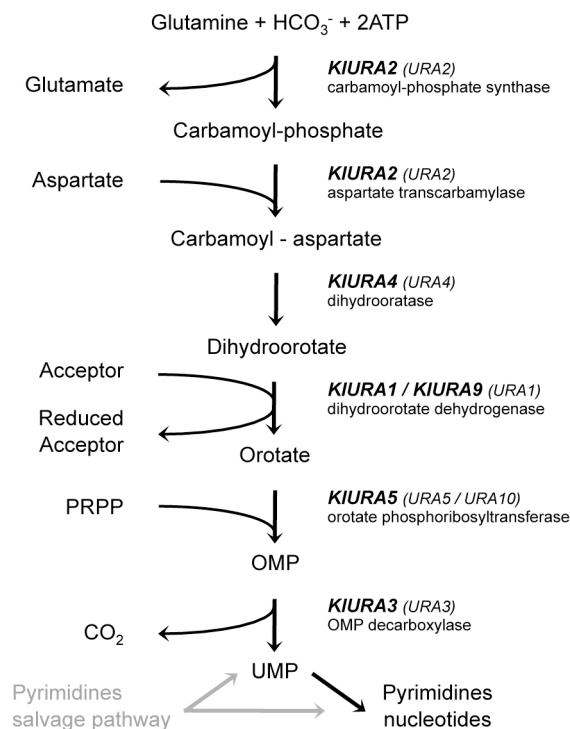 Glutamine + HCO₃⁻ + 2ATP
KlURA2 (URA2)
carbamoyl-phosphate synthase
Glutamate
Carbamoyl-phosphate
KlURA2 (URA2)
aspartate transcarbamylase
Aspartate
Carbamoyl - aspartate
KlURA4 (URA4)
dihydrooratase
Dihydroorotate
Acceptor
KlURA1 / KlURA9 (URA1)
dihydroorotate dehydrogenase
Reduced
Acceptor
Orotate
KlURA5 (URA5 / URA10)
orotate phosphoribosyltransferase
PRPP
OMP
KlURA3 (URA3)
OMP decarboxylase
CO₂
UMP
Pyrimidines
salvage pathway
Pyrimidines
nucleotides